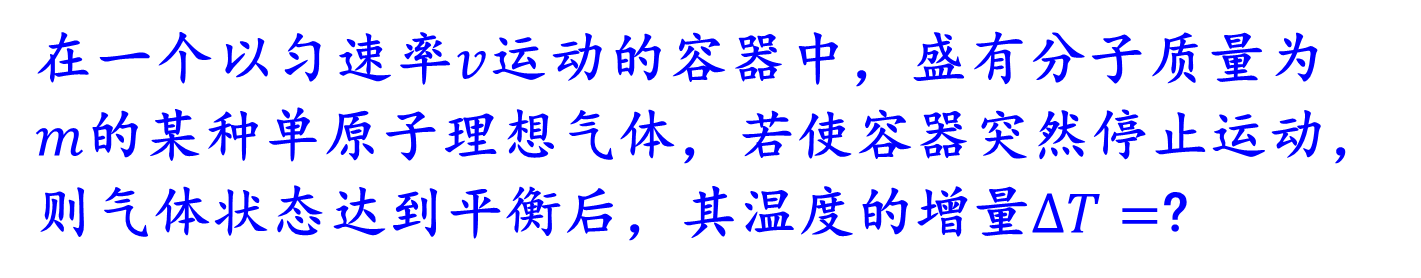 在一个以匀速率v运动的容器中，盛有分子质量为
m的某种单原子理想气体，若使容器突然停止运动，
则气体状态达到平衡后，其温度的增量ΔT =?